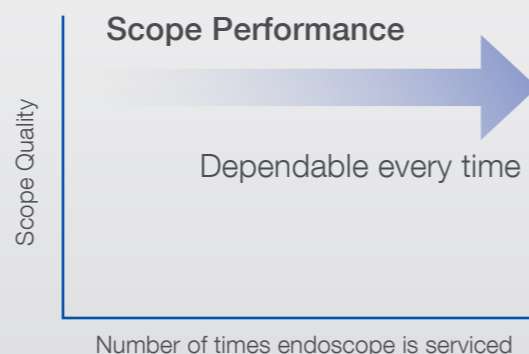 Scope Performance
Scope Quality
Dependable every time
Number of times endoscope is serviced